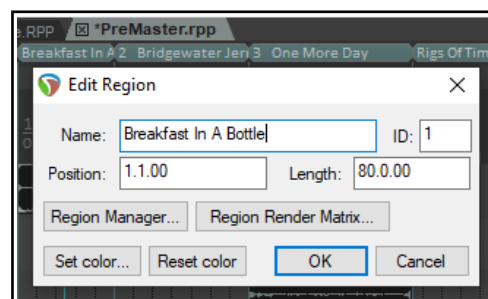 e.RPP *PreMaster.rpp
Breakfast In A 2 Bridgewater Jer 3 One More Day Rigs Of Tim
Edit Region
Name: Breakfast In A Bottle ID: 1
Position: 1.1.00 Length: 80.0.00
Region Manager... Region Render Matrix...
Set color... Reset color OK Cancel